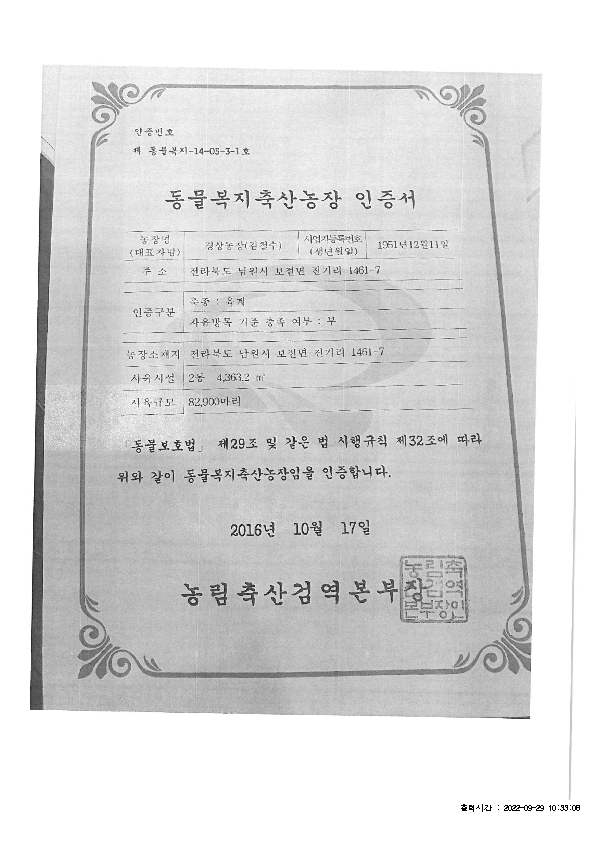 인증번호
제 동물복지-14-05-3-1호
동물복지축산농장 인증서
농장명 (대표자명) 경상농장(김철수) 사업자등록번호 (생년월일) 1951년12월11일
주 소 전라북도 남원시 보절면 진기리 1461-7
인증구분 축종 : 육계
자유방목 기준 충족 여부 : 부
농장소재지 전라북도 남원시 보절면 진기리 1461-7
사육시설 2동 4,363.2 ㎡
사육규모 82,900마리
「동물보호법」 제29조 및 같은 법 시행규칙 제32조에 따라
위와 같이 동물복지축산농장임을 인증합니다.
2016년 10월 17일
농림축산검역본부장
농림축
산검역
본부장인
출력시간 : 2022-09-29 10:33:08